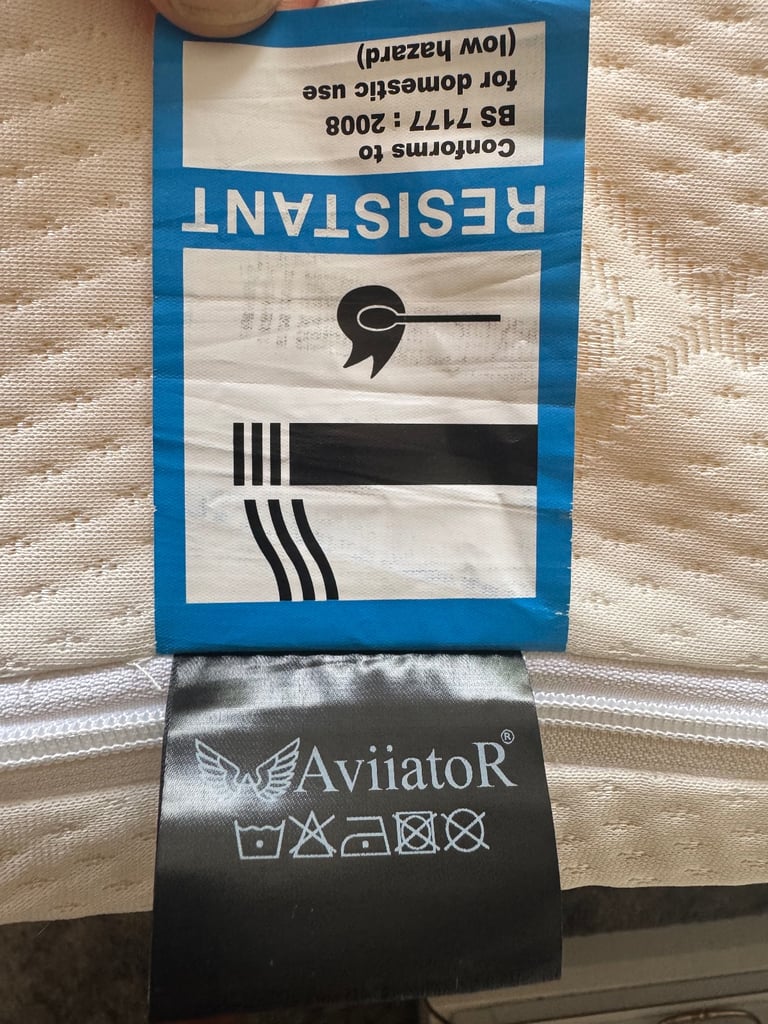 RESISTANT
Conforms to
BS 7177 : 2008
for domestic use
(low hazard)
AviiatoR®